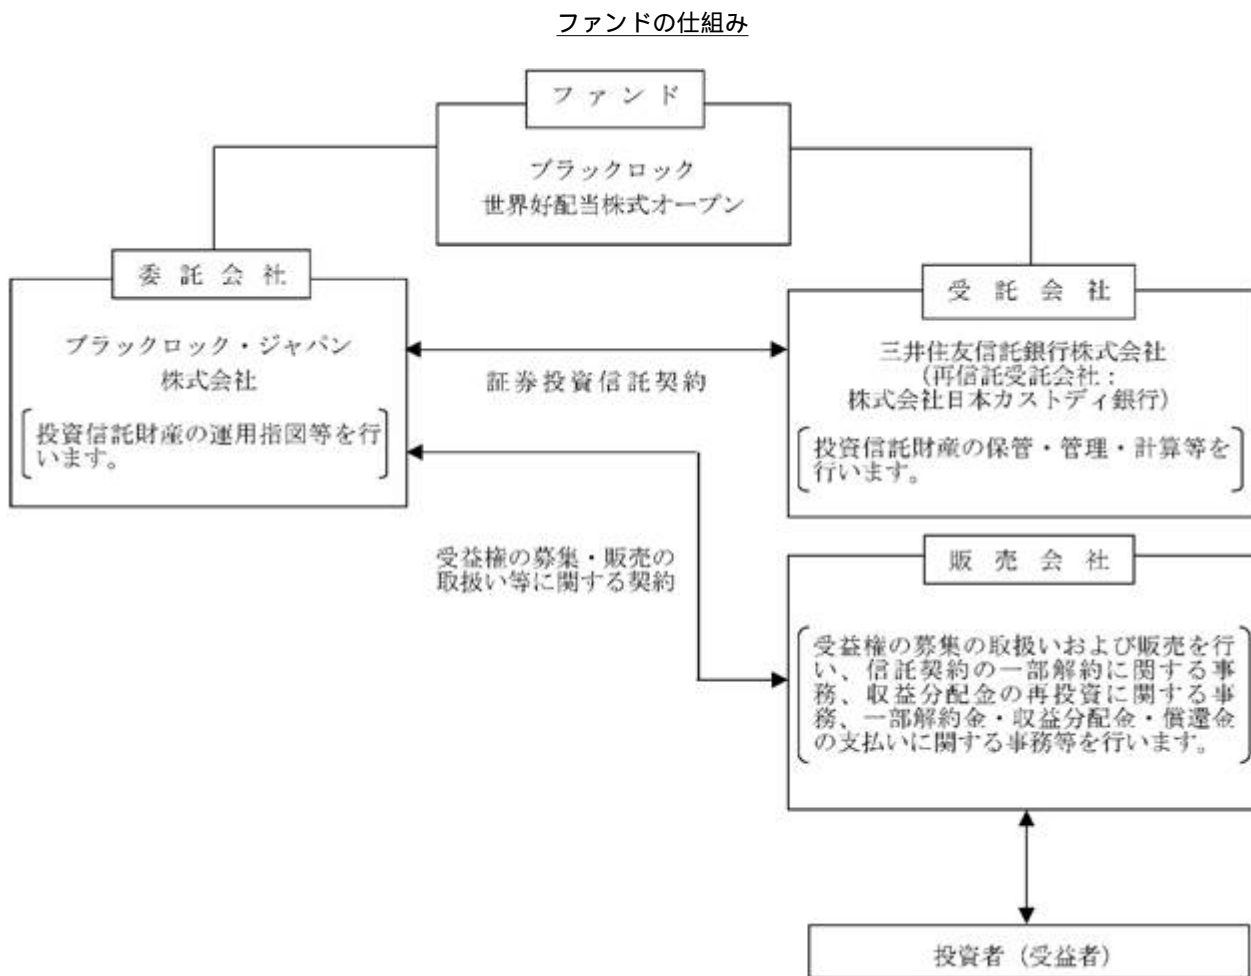 ファンドの仕組み
ファンド
ブラックロック
世界好配当株式オープン
委託会社
ブラックロック・ジャパン
株式会社
投資信託財産の運用指図等を行
います。
証券投資信託契約
受託会社
三井住友信託銀行株式会社
(再信託受託会社：
株式会社日本カストディ銀行)
投資信託財産の保管・管理・計算等を
行います。
受益権の募集・販売の
取扱い等に関する契約
販売会社
受益権の募集の取扱いおよび販売を行
い、信託契約の一部解約に関する事
務、収益分配金の再投資に関する事
務、一部解約金・収益分配金・償還金
の支払いに関する事務等を行います。
投資者（受益者）